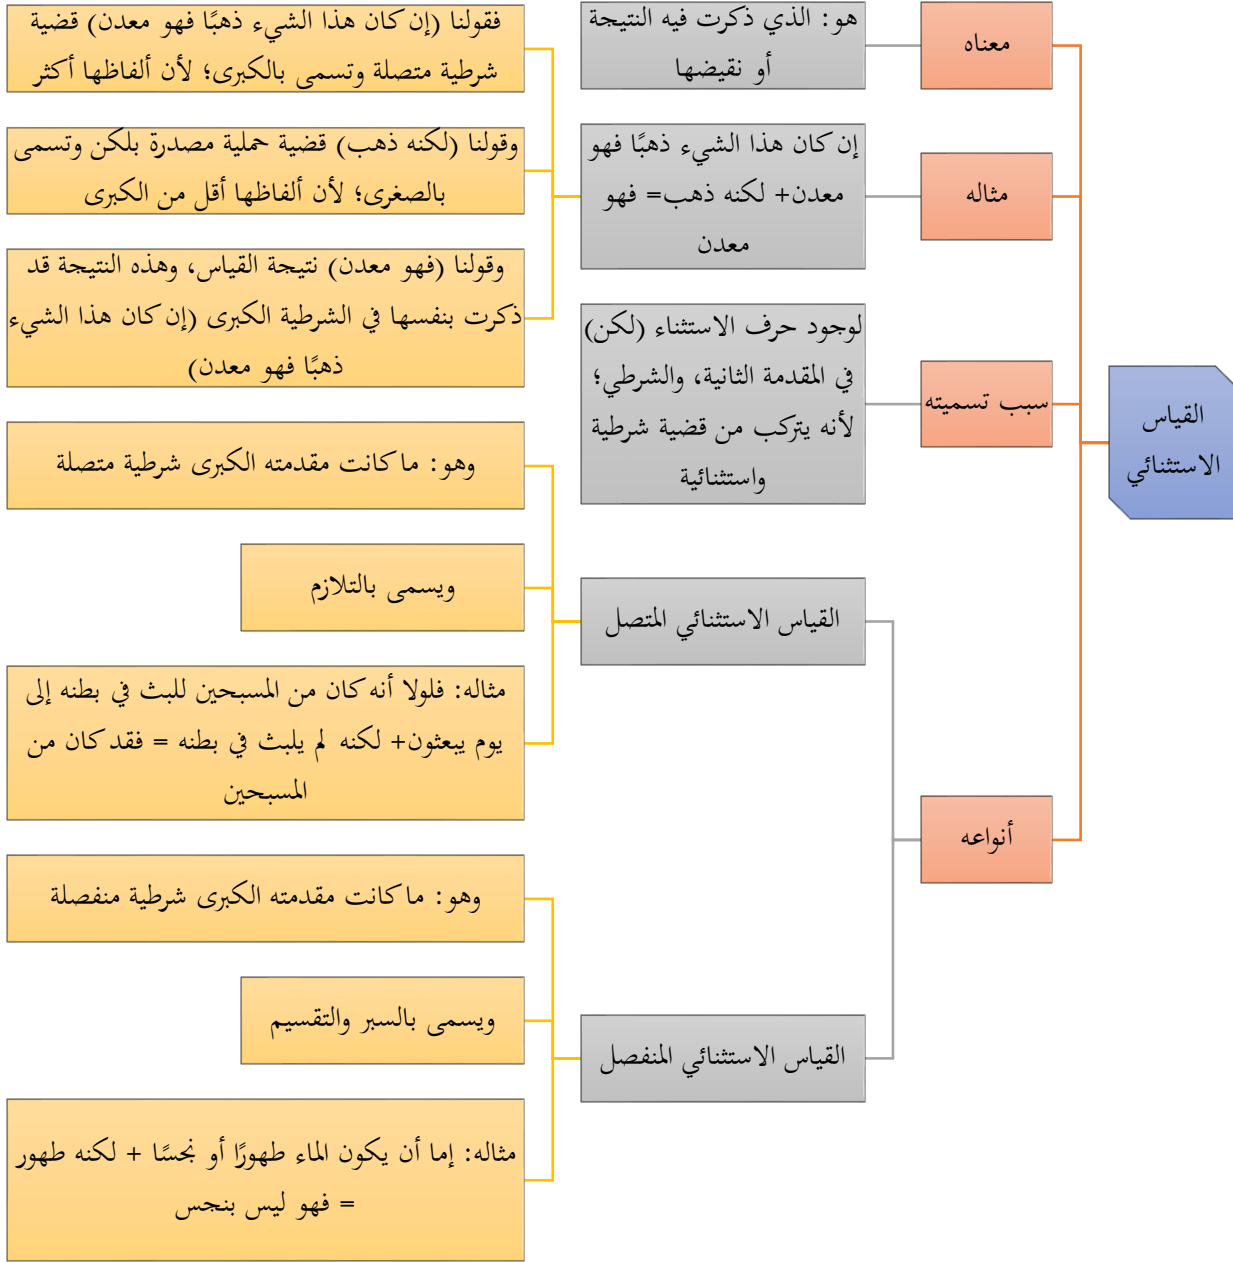 القياس
الاستثنائي
معناه
هو: الذي ذكرت فيه النتيجة
أو نقيضها
مثاله
إن كان هذا الشيء ذهبًا فهو
معدن+ لكنه ذهب= فهو
معدن
فقولنا (إن كان هذا الشيء ذهبًا فهو معدن) قضية
شرطية متصلة وتسمى بالكبرى؛ لأن ألفاظها أكثر
وقولنا (لكنه ذهب) قضية حملية مصدرة بلكن وتسمى
بالصغرى؛ لأن ألفاظها أقل من الكبرى
وقولنا (فهو معدن) نتيجة القياس، وهذه النتيجة قد
ذكرت بنفسها في الشرطية الكبرى (إن كان هذا الشيء
ذهبًا فهو معدن)
سبب تسميته
لوجود حرف الاستثناء (لكن)
في المقدمة الثانية، والشرطي؛
لأنه يتركب من قضية شرطية
واستثنائية
أنواعه
القياس الاستثنائي المتصل
وهو: ما كانت مقدمته الكبرى شرطية متصلة
ويسمى بالتلازم
مثاله: فلولا أنه كان من المسبحين للبث في بطنه إلى
يوم يبعثون+ لكنه لم يلبث في بطنه = فقد كان من
المسبحين
القياس الاستثنائي المنفصل
وهو: ما كانت مقدمته الكبرى شرطية منفصلة
ويسمى بالسبر والتقسيم
مثاله: إما أن يكون الماء طهورًا أو نجسًا + لكنه طهور
= فهو ليس بنجس